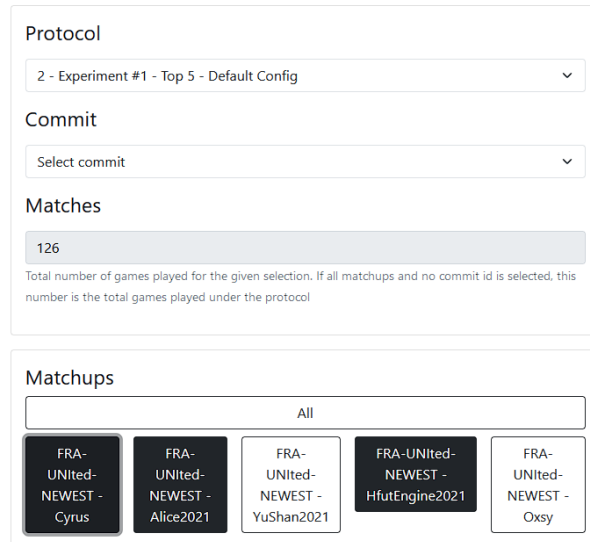 Protocol
2 - Experiment #1 - Top 5 - Default Config
Commit
Select commit
Matches
126
Total number of games played for the given selection. If all matchups and no commit id is selected, this
number is the total games played under the protocol
Matchups
All
FRA-
UNIted-
NEWEST -
Cyrus
FRA-
UNIted-
NEWEST -
Alice2021
FRA-
UNIted-
NEWEST -
YuShan2021
FRA-UNIted-
NEWEST -
HfutEngine2021
FRA-
UNIted-
NEWEST -
Oxsy